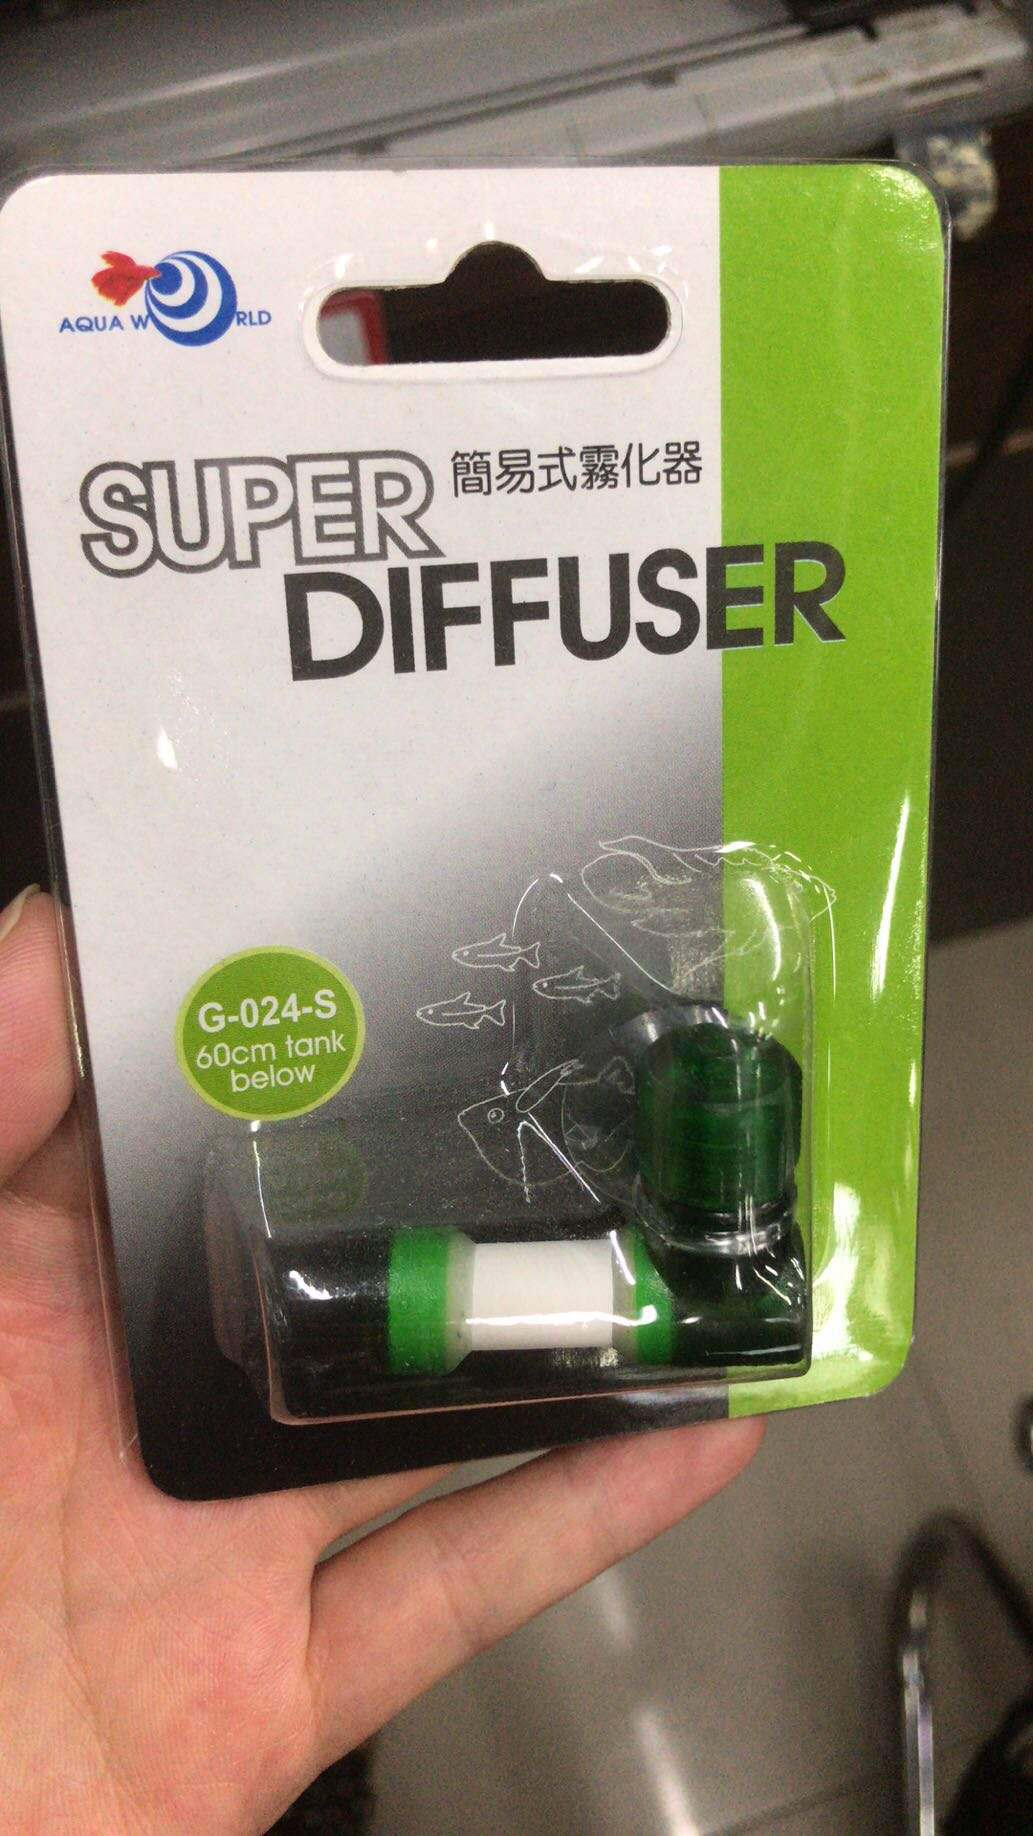 AQUA WORLD
SUPER 簡易式霧化器
DIFFUSER
G-024-S
60cm tank
below